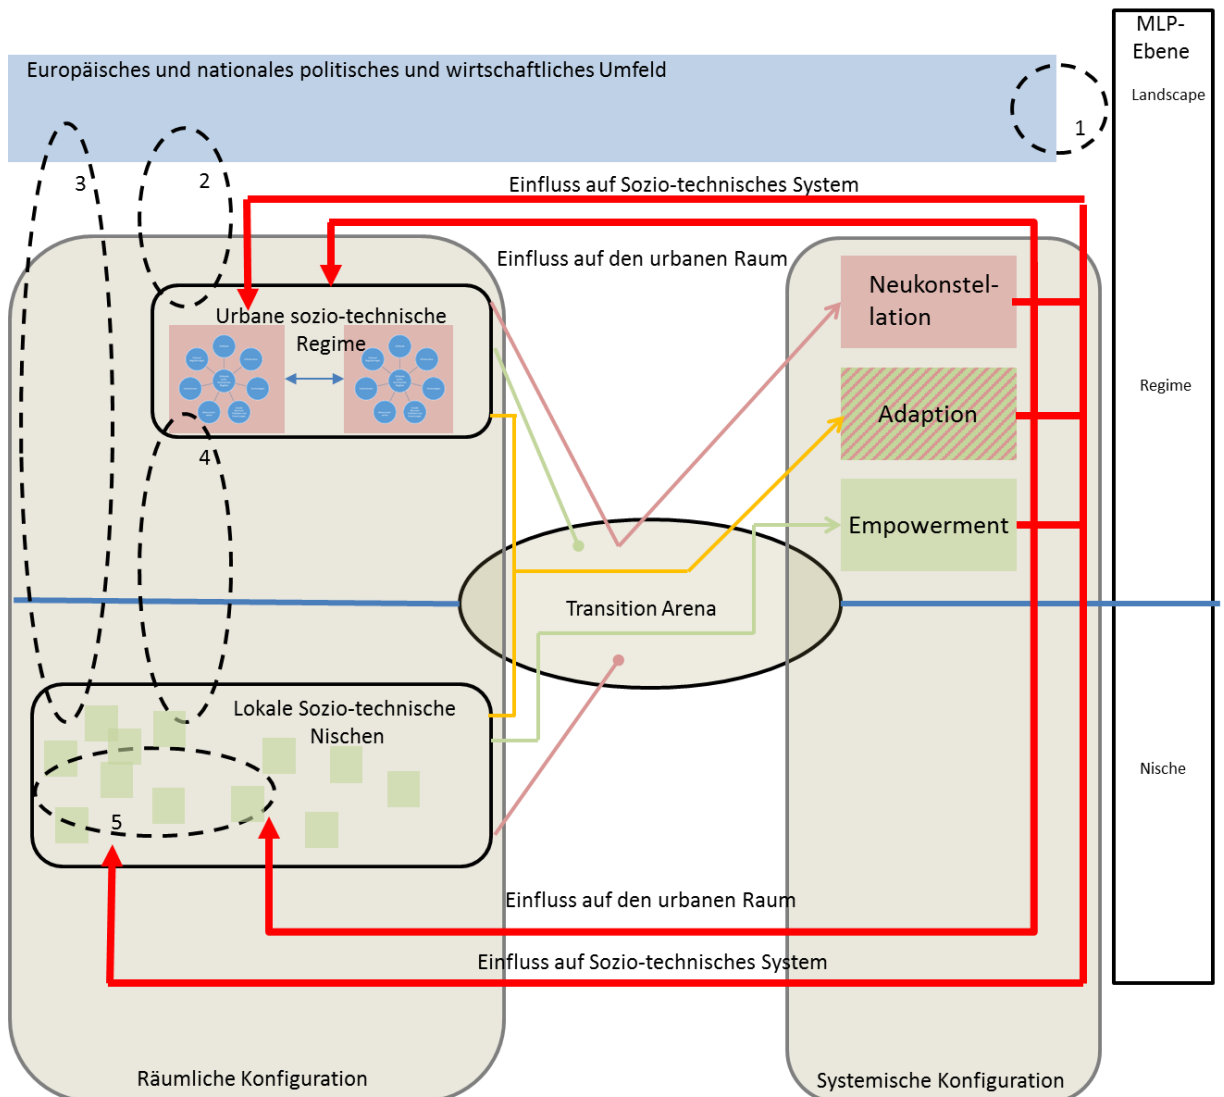 MLP-
Ebene
Europäisches und nationales politisches und wirtschaftliches Umfeld
Landscape
1
3
2
Einfluss auf Sozio-technisches System
Einfluss auf den urbanen Raum
Neukonstel-
lation
Urbane sozio-technische
Regime
Regime
Adaption
4
Empowerment
Transition Arena
Lokale Sozio-technische
Nischen
Nische
5
Einfluss auf den urbanen Raum
Einfluss auf Sozio-technisches System
Räumliche Konfiguration
Systemische Konfiguration